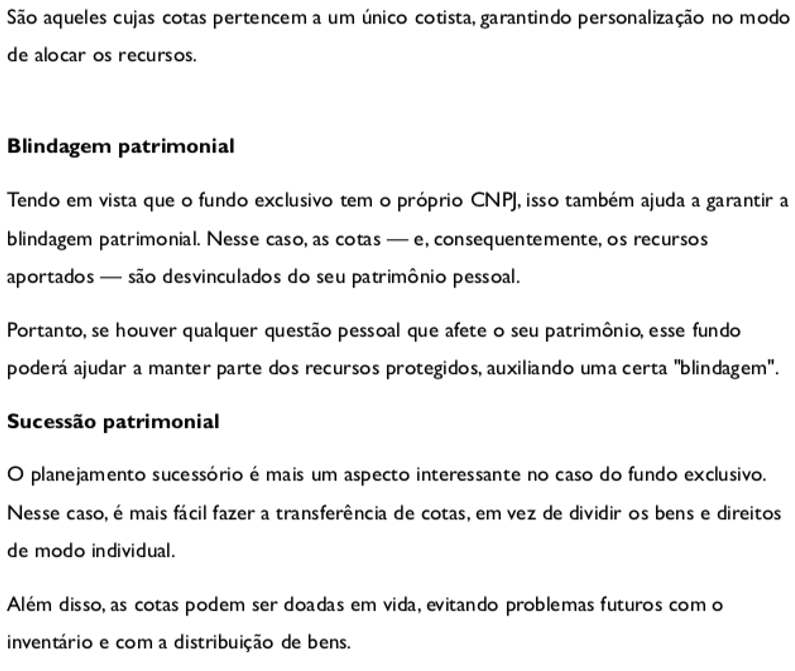 São aqueles cujas cotas pertencem a um único cotista, garantindo personalização no modo
de alocar os recursos.
Blindagem patrimonial
Tendo em vista que o fundo exclusivo tem o próprio CNPJ, isso também ajuda a garantir a
blindagem patrimonial. Nesse caso, as cotas — e, consequentemente, os recursos
aportados — são desvinculados do seu patrimônio pessoal.
Portanto, se houver qualquer questão pessoal que afete o seu patrimônio, esse fundo
poderá ajudar a manter parte dos recursos protegidos, auxiliando uma certa "blindagem".
Sucessão patrimonial
O planejamento sucessório é mais um aspecto interessante no caso do fundo exclusivo.
Nesse caso, é mais fácil fazer a transferência de cotas, em vez de dividir os bens e direitos
de modo individual.
Além disso, as cotas podem ser doadas em vida, evitando problemas futuros com o
inventário e com a distribuição de bens.